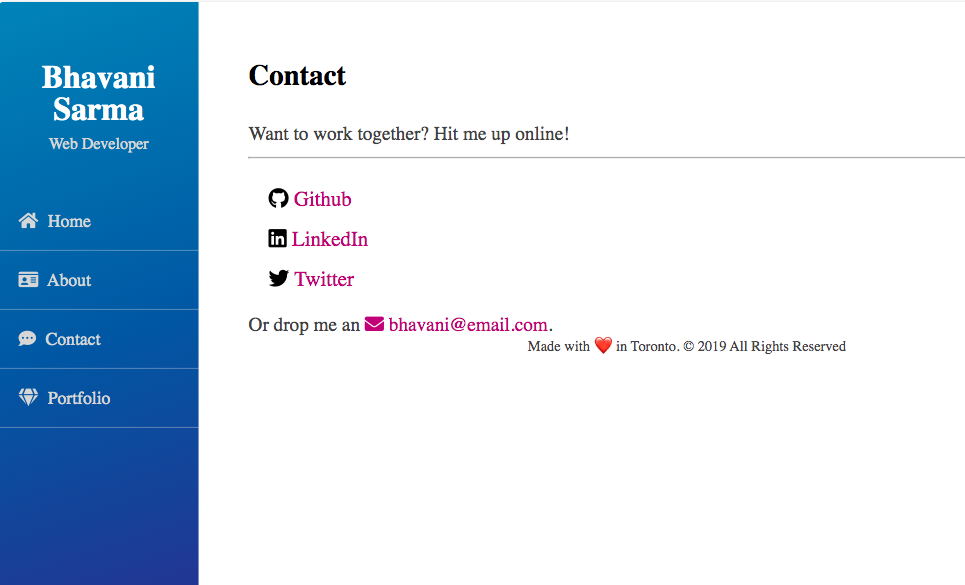 Bhavani
Sarma
Web Developer
Home
About
Contact
Portfolio
Contact
Want to work together? Hit me up online!
Github
LinkedIn
Twitter
Or drop me an bhavani@email.com.
Made with ❤️ in Toronto. © 2019 All Rights Reserved